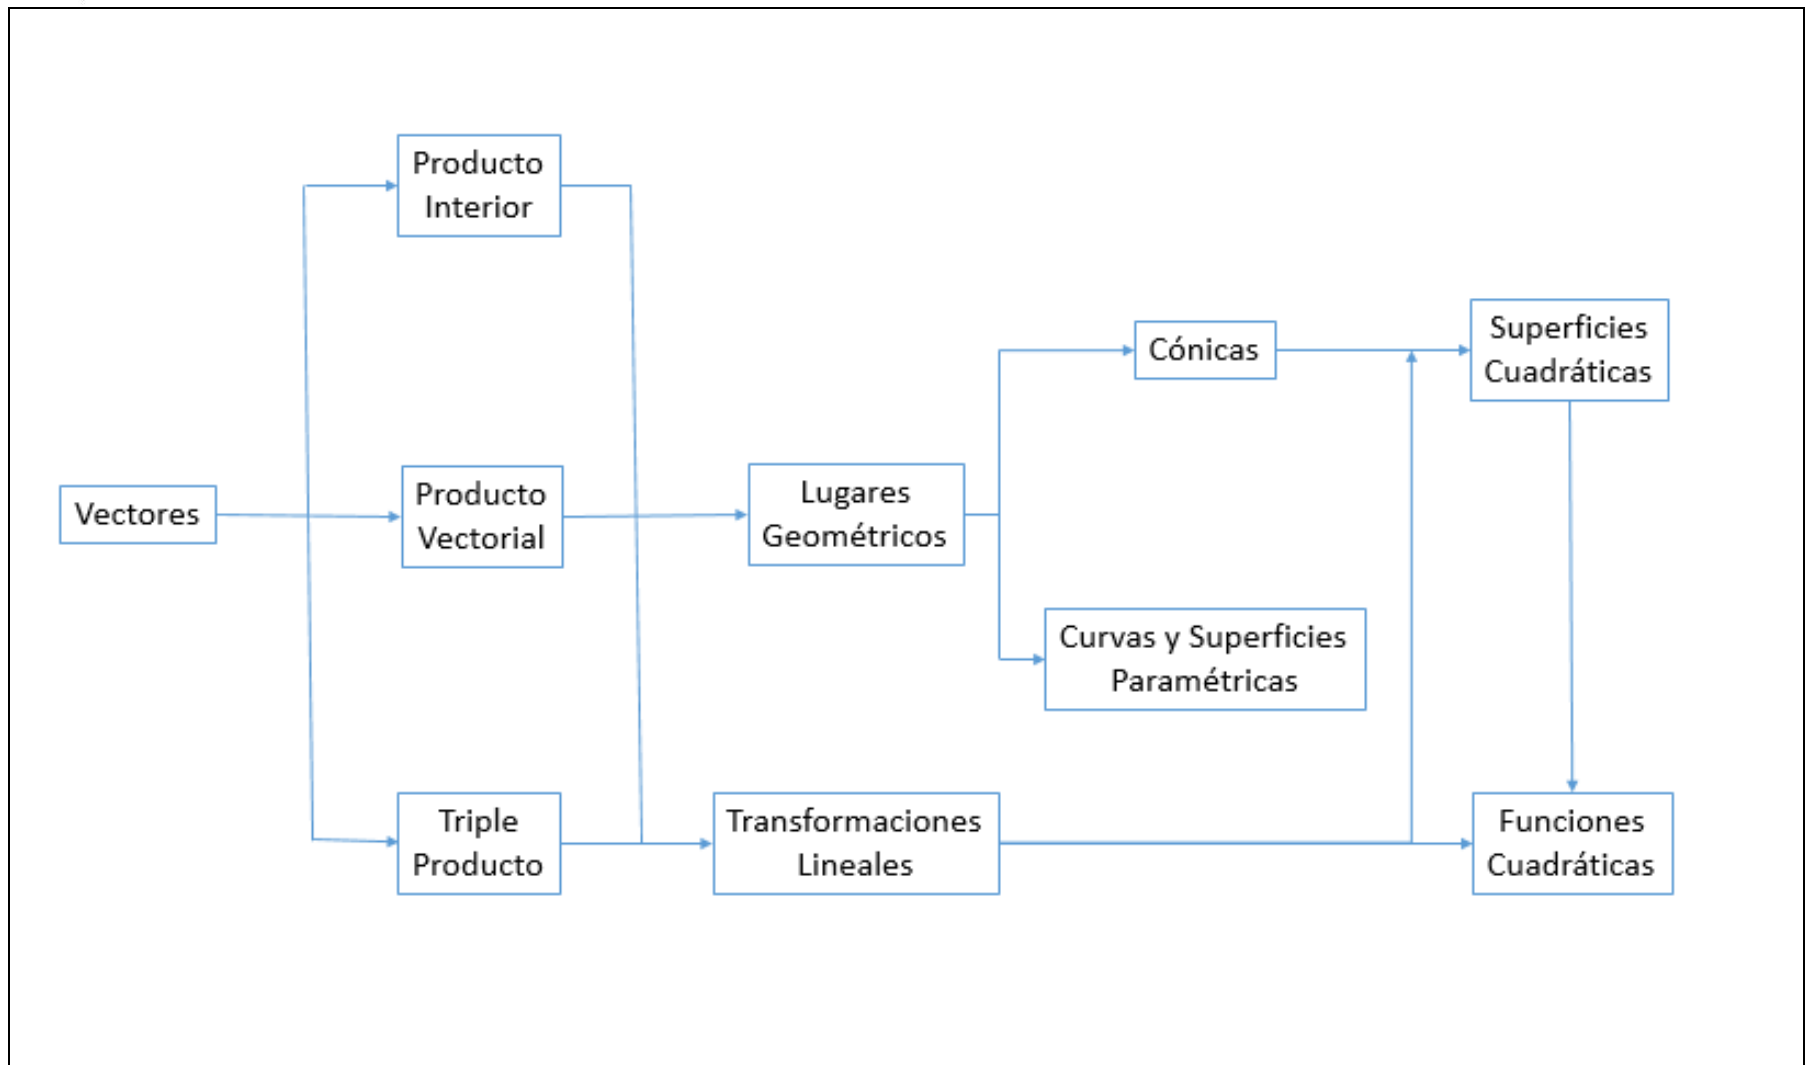 Producto
Interior
Vectores
Producto
Vectorial
Triple
Producto
Lugares
Geométricos
Transformaciones
Lineales
Cónicas
Curvas y Superficies
Paramétricas
Superficies
Cuadráticas
Funciones
Cuadráticas